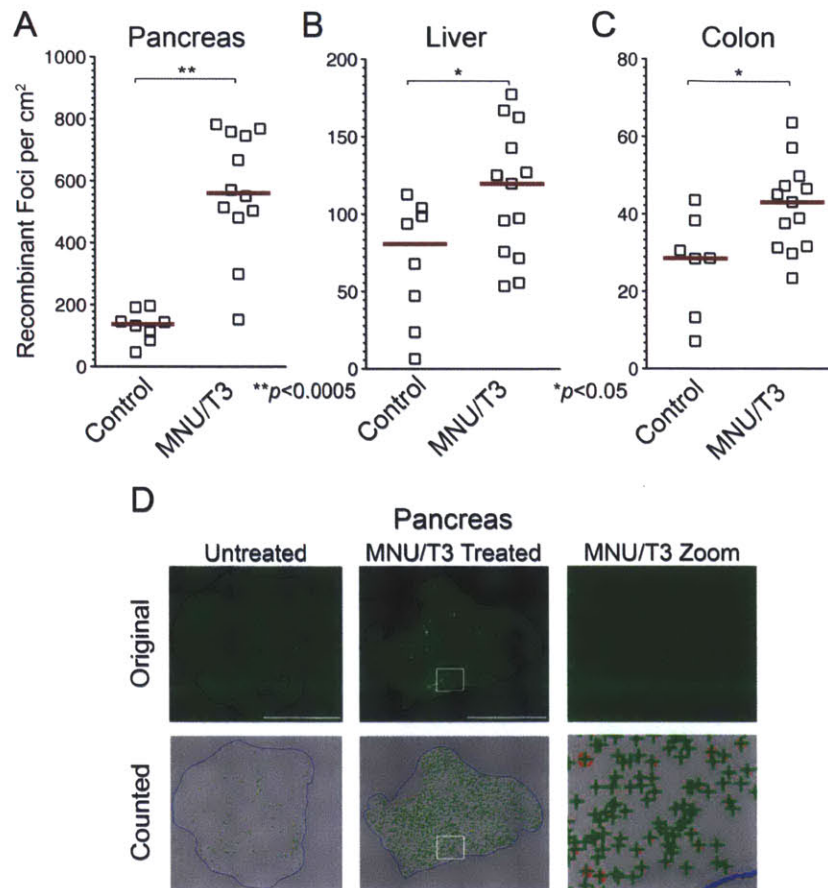 A
Pancreas
B
Liver
C
Colon
Recombinant Foci per cm²
1000
800
600
400
200
0
**
Control
MNU/T3
**p<0.0005
200
150
100
50
0
*
Control
MNU/T3
*p<0.05
80
60
40
20
0
*
Control
MNU/T3
D
Pancreas
Untreated
MNU/T3 Treated
MNU/T3 Zoom
Original
Counted